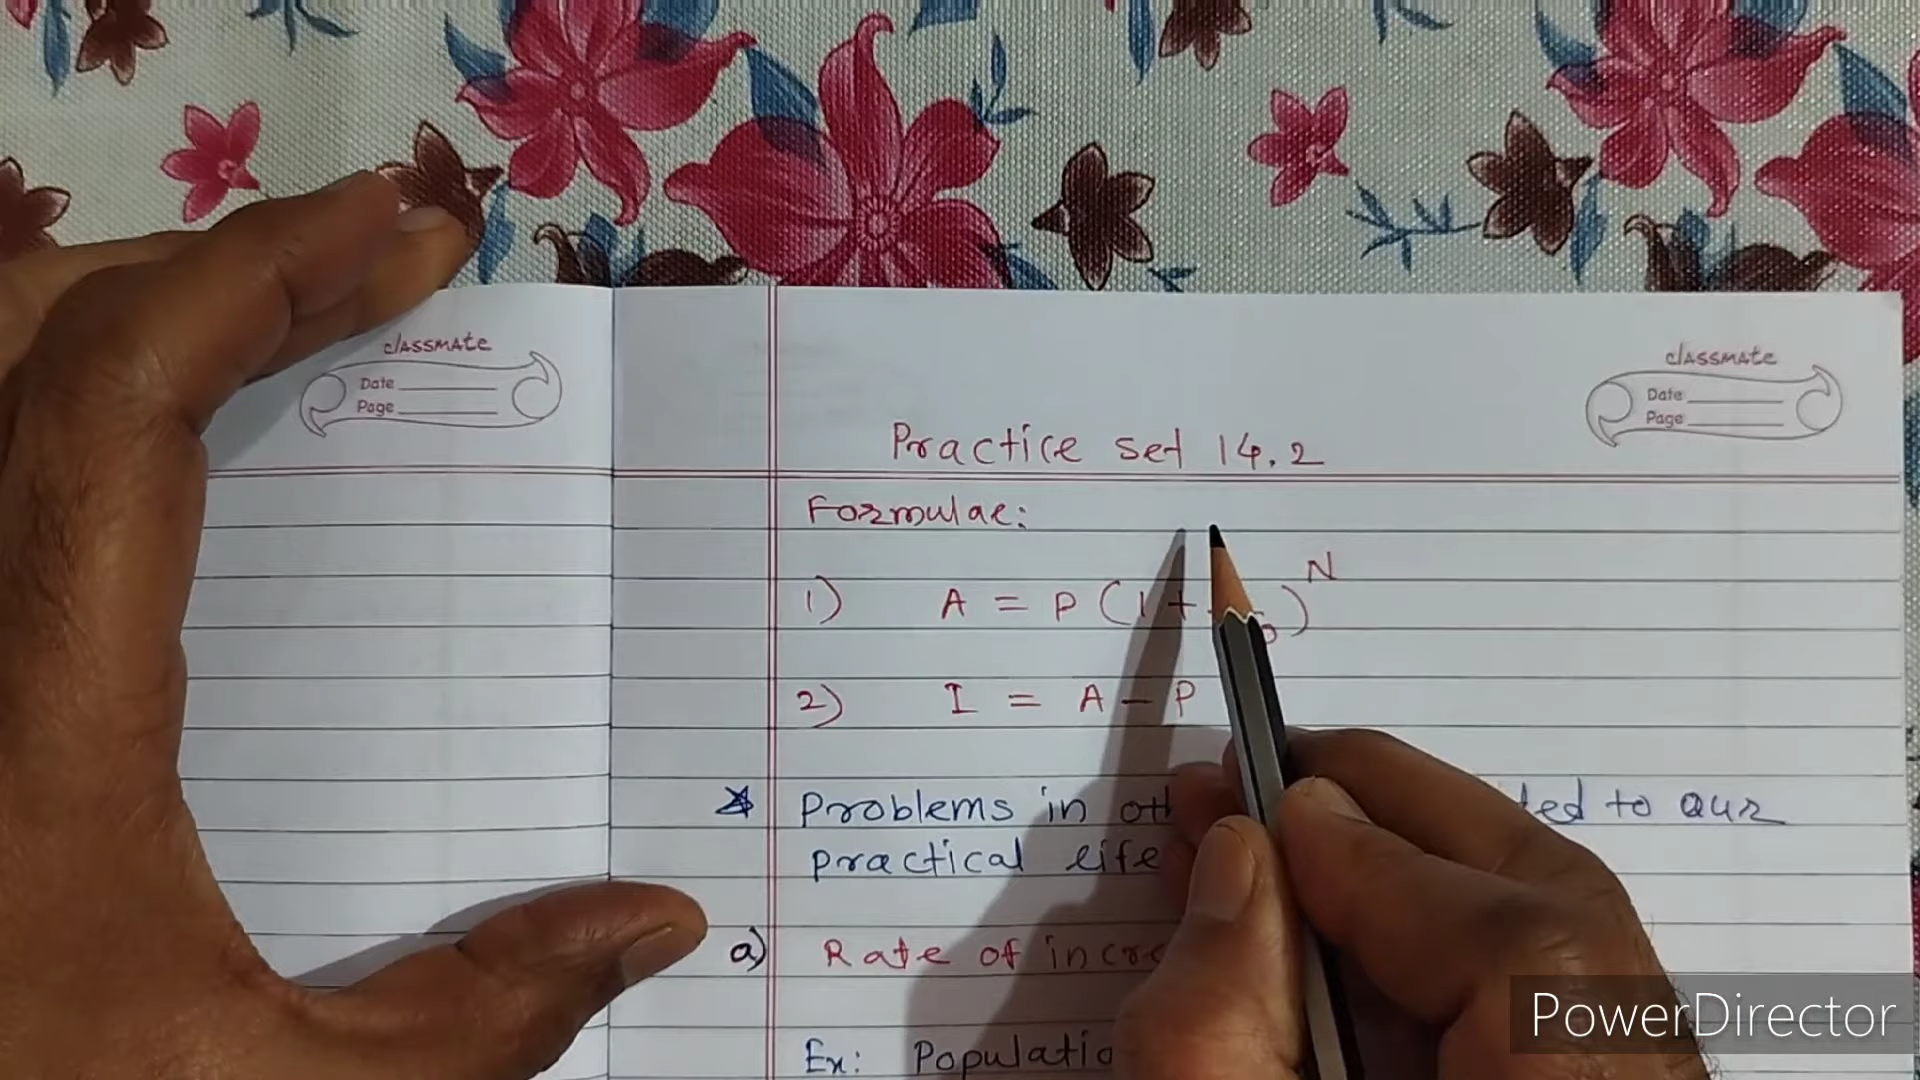 classmate
Date
Page
classmate
Date
Page
Practice set 14.2
Formulae:
1) A = P(1+ )^N
2) I = A - P
Problems in ... to our
practical life
a) Rate of
Ex:
PowerDirector